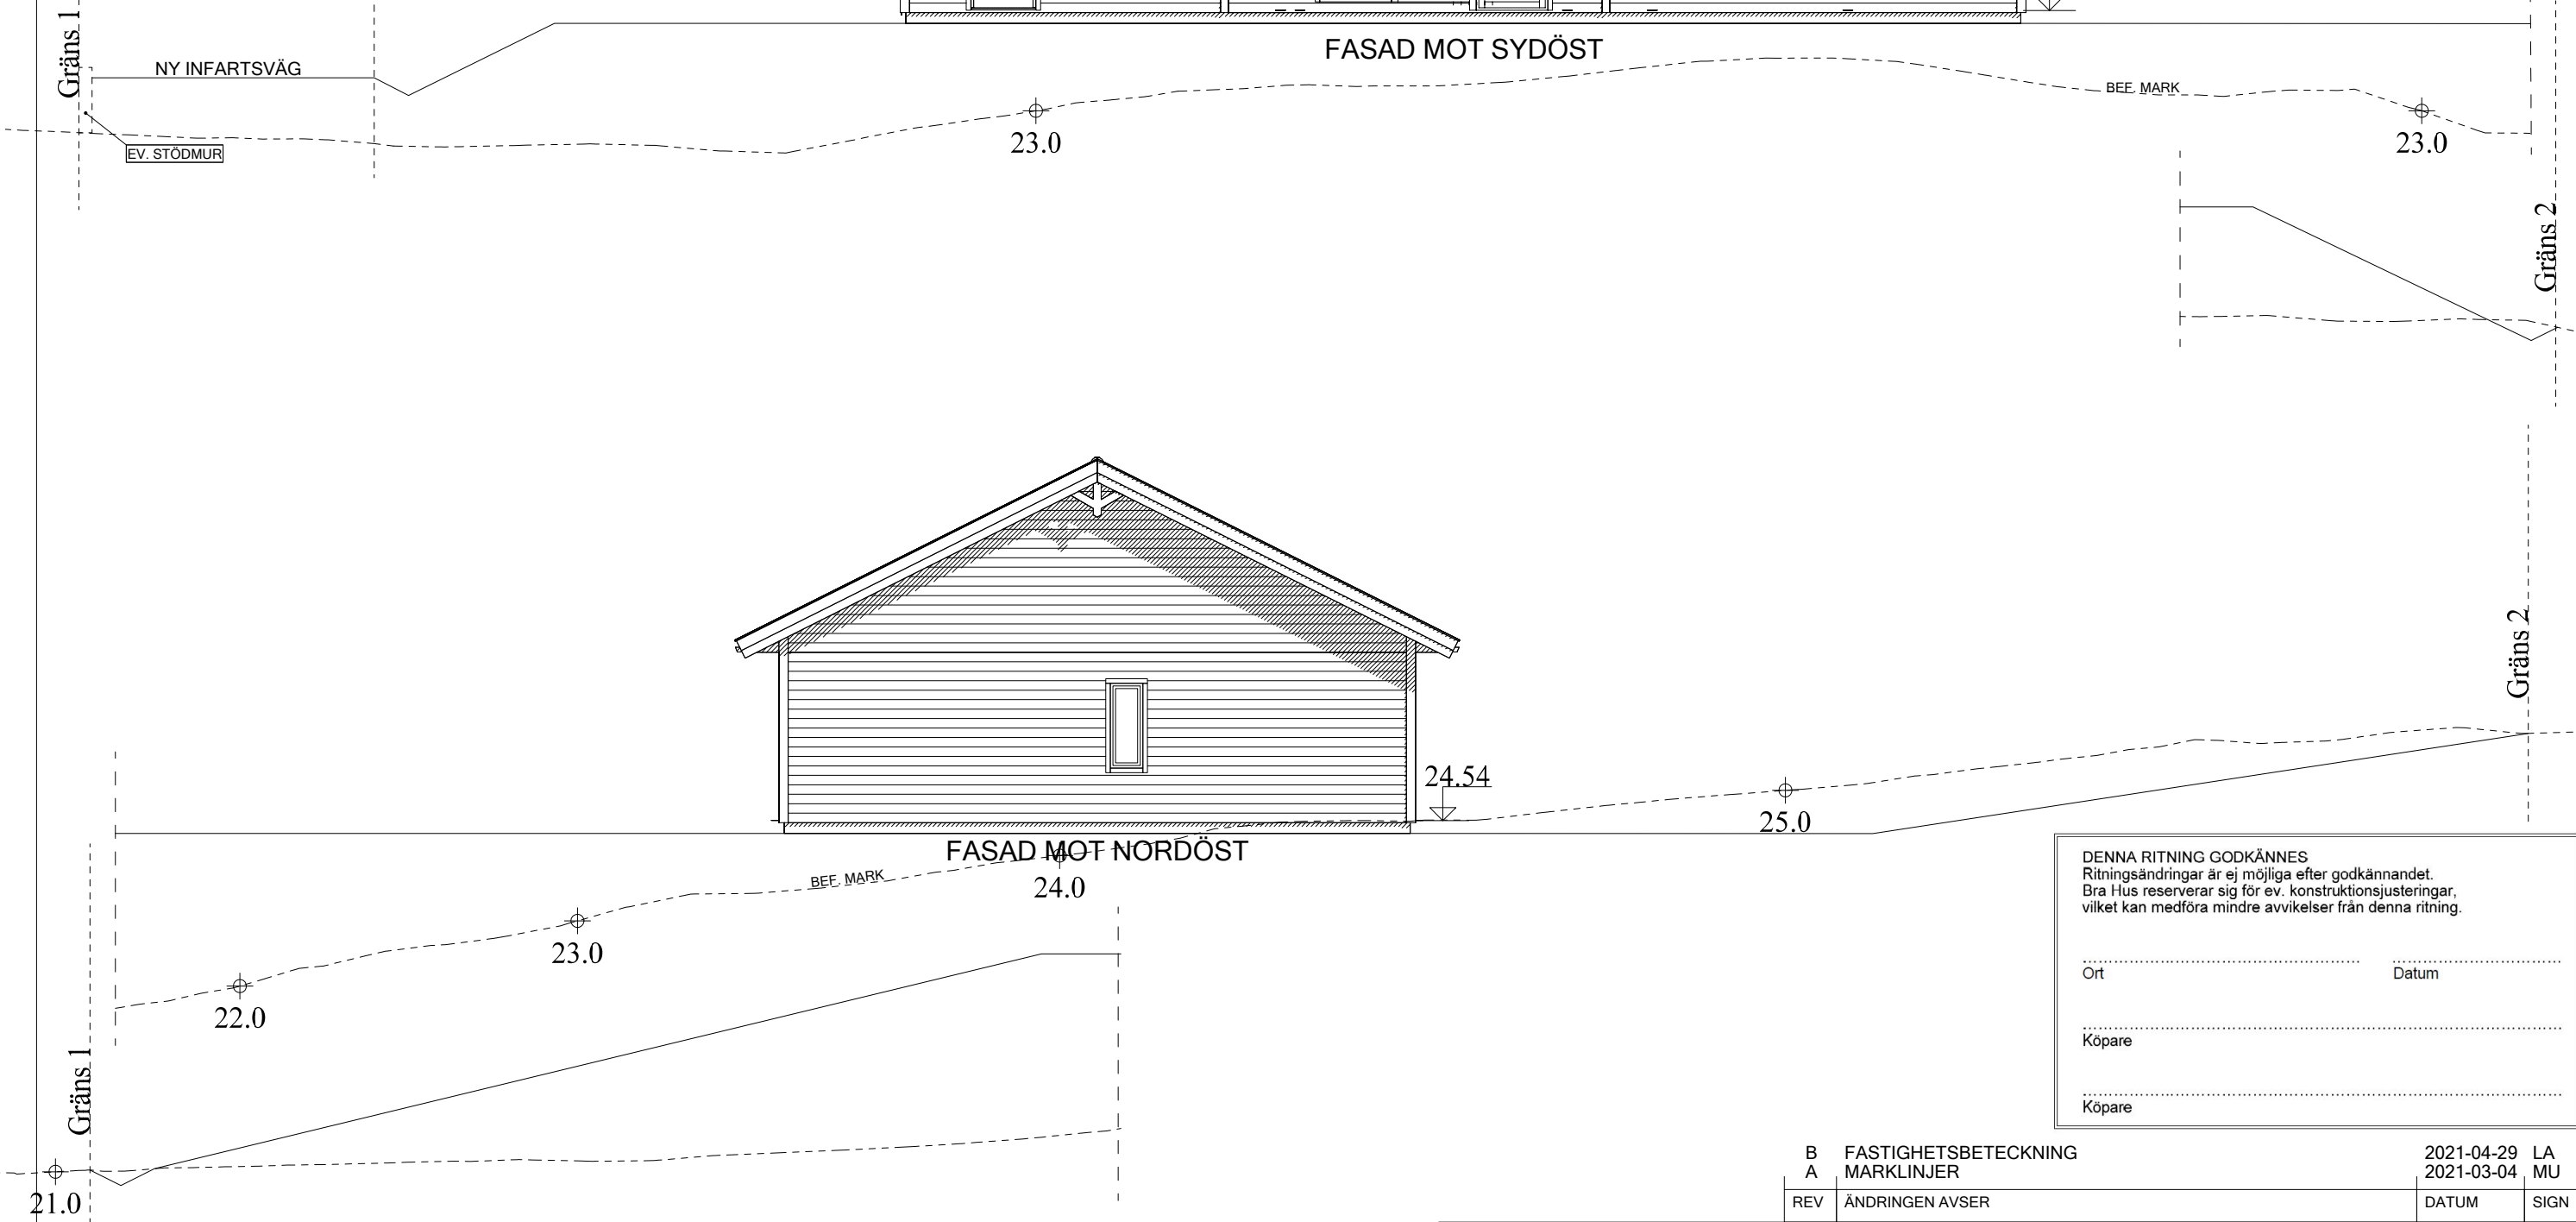 FASAD MOT SYDÖST
Gräns 1
NY INFARTSVÄG
BEF. MARK
EV. STÖDMUR
23.0
23.0
Gräns 2
Gräns 2
24.54
25.0
FASAD MOT NORDÖST
BEF. MARK
24.0
23.0
22.0
Gräns 1
21.0
DENNA RITNING GODKÄNNES
Ritningsändringar är ej möjliga efter godkännandet.
Bra Hus reserverar sig för ev. konstruktionsjusteringar,
vilket kan medföra mindre avvikelser från denna ritning.
Ort Datum
Köpare
Köpare
B FASTIGHETSBETECKNING 2021-04-29 LA
A MARKLINJER 2021-03-04 MU
REV ÄNDRINGEN AVSER DATUM SIGN